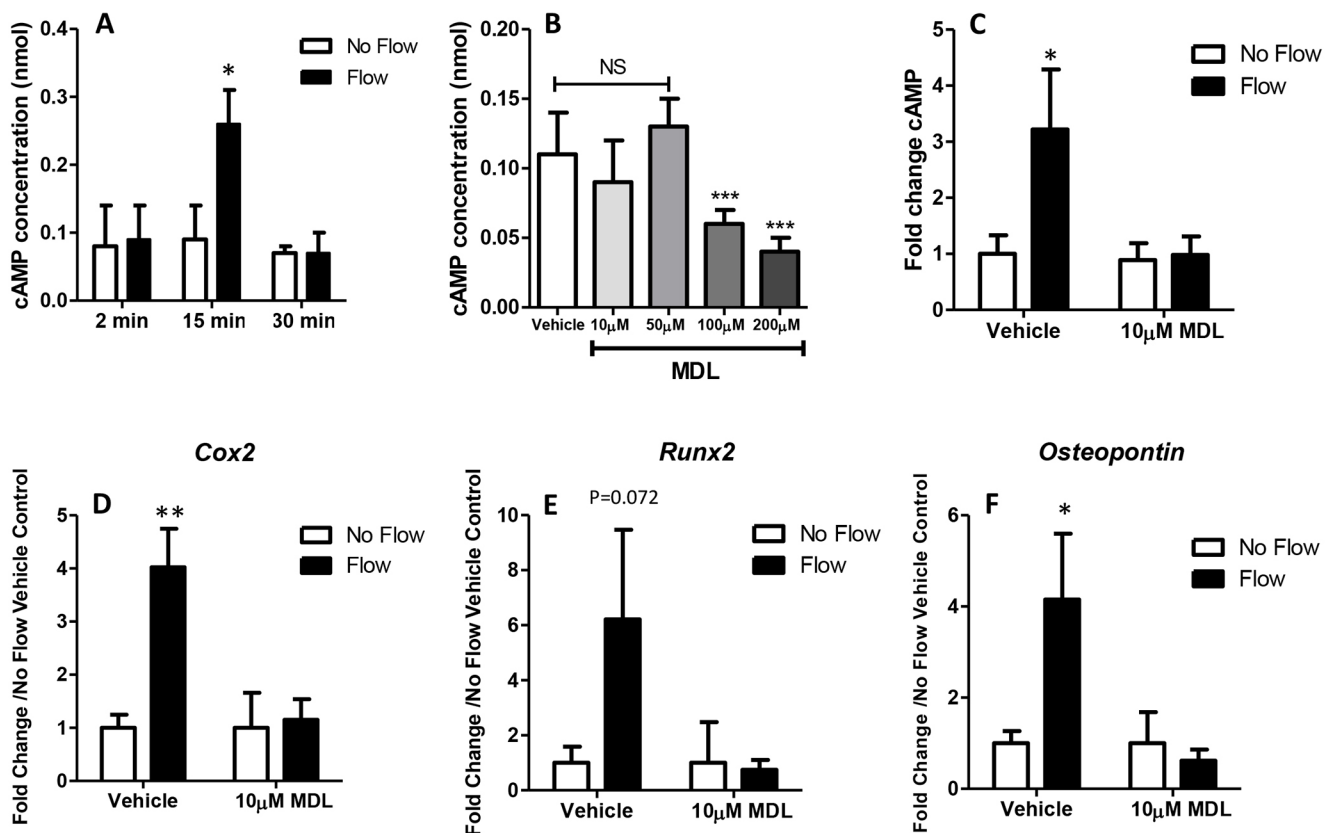 A
cAMP concentration (nmol)
0.4
0.3
0.2
0.1
0.0
*
No Flow
Flow
2 min 15 min 30 min
B
cAMP concentration (nmol)
0.20
0.15
0.10
0.05
0.00
NS
***
***
Vehicle 10μM 50μM 100μM 200μM
MDL
C
Fold change cAMP
5
4
3
2
1
0
*
No Flow
Flow
Vehicle 10μM MDL
Cox2
D
Fold Change /No Flow Vehicle Control
5
4
3
2
1
0
**
No Flow
Flow
Vehicle 10μM MDL
Runx2
E
Fold Change /No Flow Vehicle Control
10
8
6
4
2
0
P=0.072
No Flow
Flow
Vehicle 10μM MDL
Osteopontin
F
Fold Change /No Flow Vehicle Control
6
4
2
0
*
No Flow
Flow
Vehicle 10μM MDL